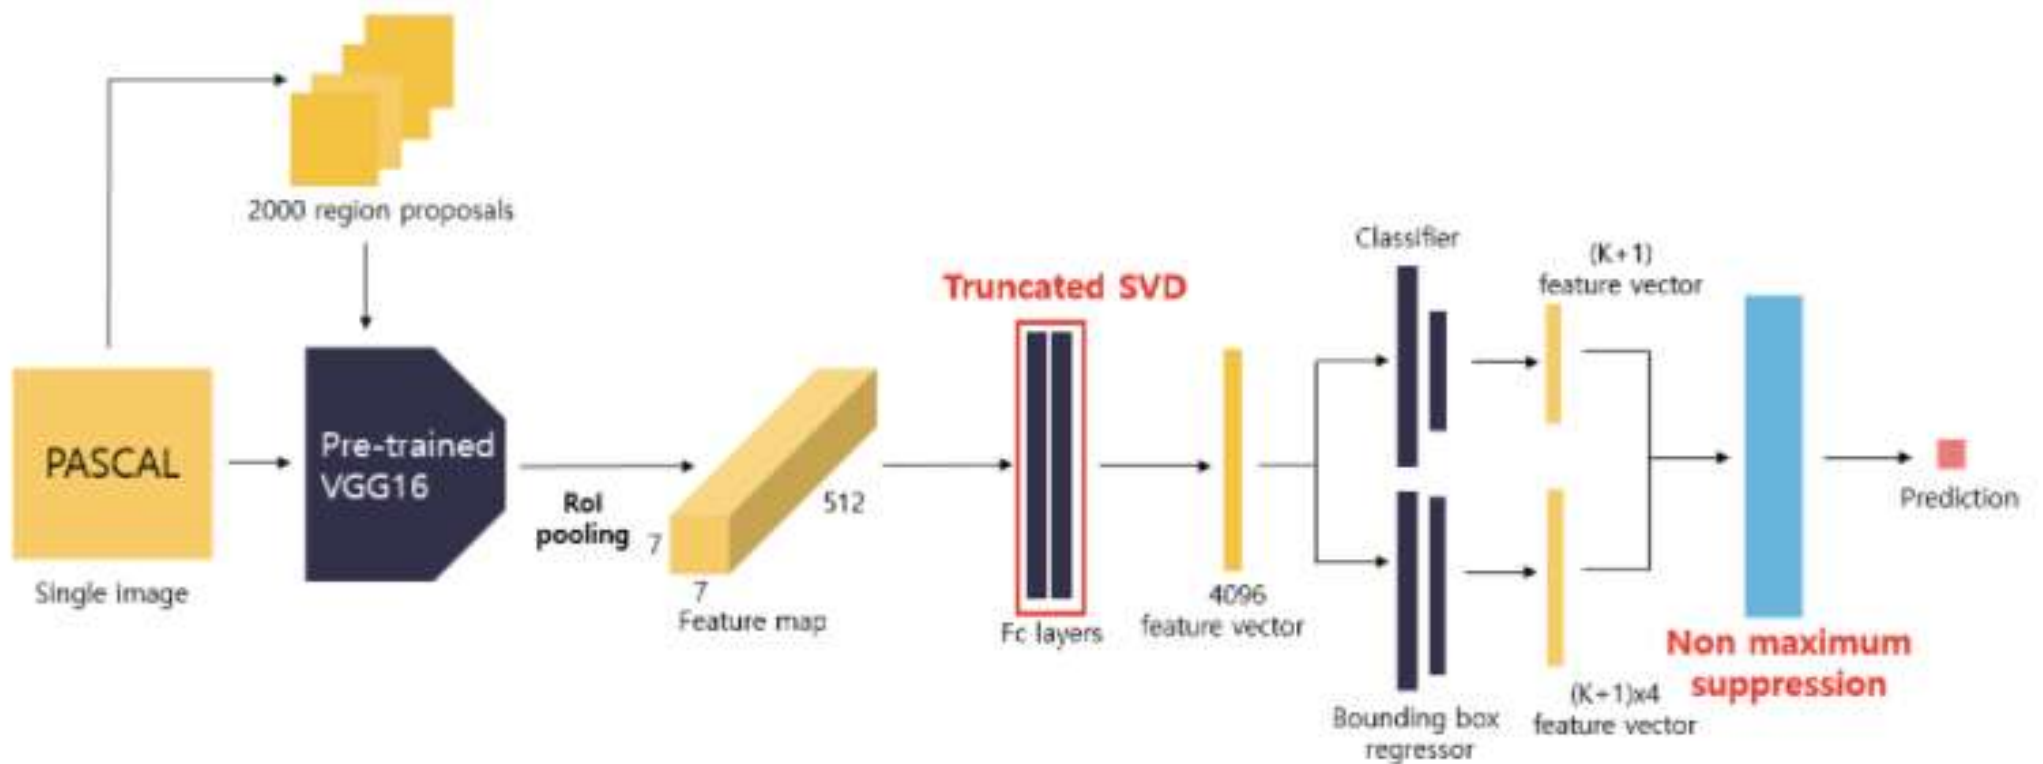 2000 region proposals
PASCAL
Single image
Pre-trained
VGG16
RoI
pooling
7
7
512
Feature map
Truncated SVD
Fc layers
4096
feature vector
Classifier
Bounding box
regressor
(K+1)
feature vector
(K+1)x4
feature vector
Non maximum
suppression
Prediction